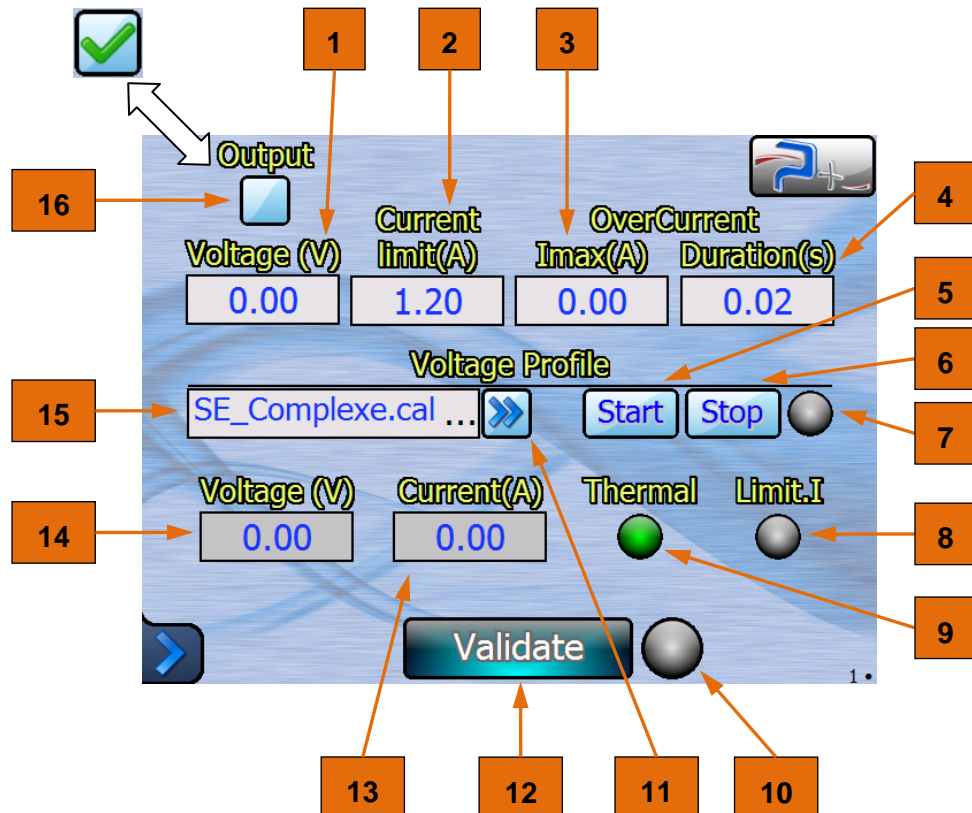 1
2
3
Output
16
4
Current
limit(A)
OverCurrent
Voltage (V)
Imax(A)
Duration(s)
0.00
1.20
0.00
0.02
5
Voltage Profile
6
15
SE_Complexe.cal ...
Start
Stop
7
Voltage (V)
Current(A)
Thermal
Limit.I
14
0.00
0.00
8
9
Validate
1 •
13
12
11
10